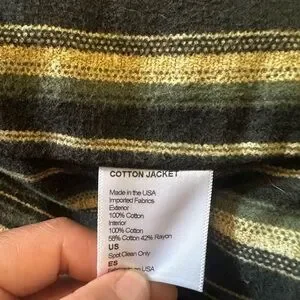 COTTON JACKET
Made in the USA
Imported Fabrics
Exterior
100% Cotton
Interior
100% Cotton
58% Cotton 42% Rayon
US
Spot Clean Only
ES
USA